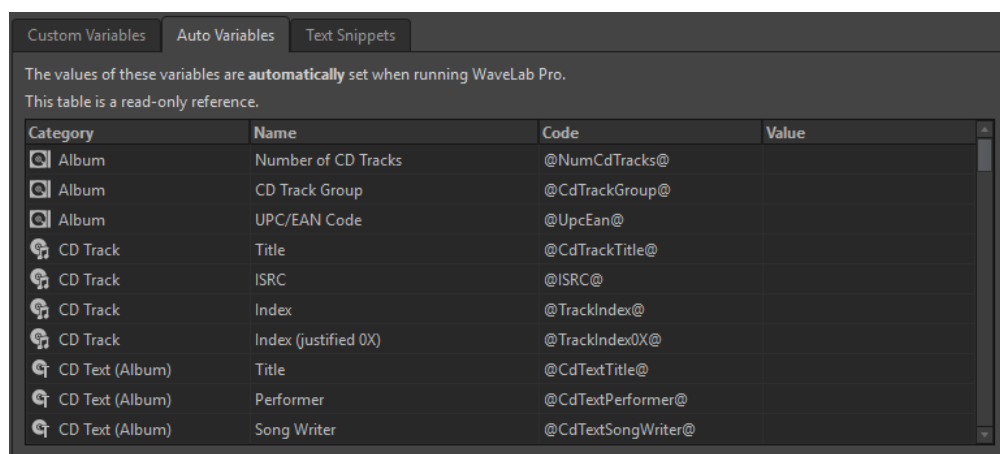 Custom Variables Auto Variables Text Snippets
The values of these variables are automatically set when running WaveLab Pro.
This table is a read-only reference.
Category Name Code Value
Album Number of CD Tracks @NumCdTracks@
Album CD Track Group @CdTrackGroup@
Album UPC/EAN Code @UpcEan@
CD Track Title @CdTrackTitle@
CD Track ISRC @ISRC@
CD Track Index @TrackIndex@
CD Track Index (justified 0X) @TrackIndex0X@
CD Text (Album) Title @CdTextTitle@
CD Text (Album) Performer @CdTextPerformer@
CD Text (Album) Song Writer @CdTextSongWriter@